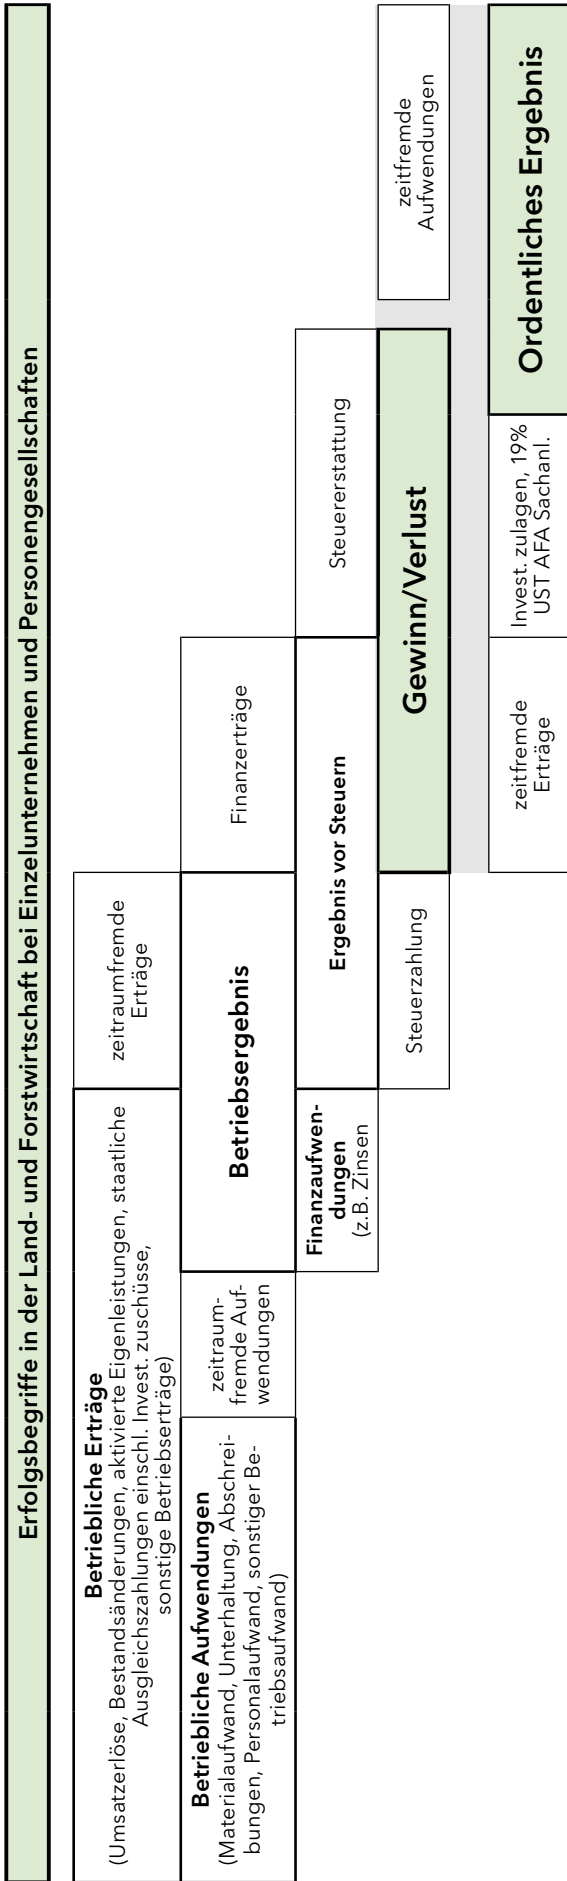 Erfolgsbegriffe in der Land- und Forstwirtschaft bei Einzelunternehmen und Personengesellschaften
Betriebliche Erträge
(Umsatzerlöse, Bestandsänderungen, aktivierte Eigenleistungen, staatliche
Ausgleichszahlungen einschl. Invest. zuschüsse,
sonstige Betriebserträge)
zeitraumfremde
Erträge
Betriebliche Aufwendungen
(Materialaufwand, Unterhaltung, Abschrei-
bungen, Personalaufwand, sonstiger Be-
triebsaufwand)
zeitraum-
fremde Auf-
wendungen
Betriebsergebnis
Finanzerträge
Finanzaufwen-
dungen
(z.B. Zinsen
Ergebnis vor Steuern
Steuererstattung
Steuerzahlung
Gewinn/Verlust
zeitfremde
Aufwendungen
zeitfremde
Erträge
Invest. zulagen, 19%
UST AFA Sachanl.
Ordentliches Ergebnis